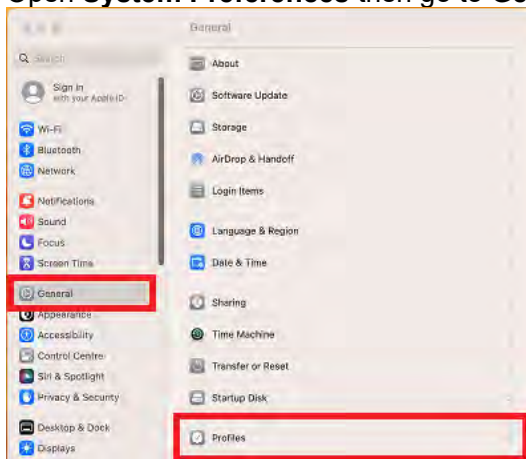 Open System Preferences then go to Ge
General
Search
Sign in
with your Apple ID
Wi-Fi
Bluetooth
Network
Notifications
Sound
Focus
Screen Time
General
Appearance
Accessibility
Control Centre
Siri & Spotlight
Privacy & Security
Desktop & Dock
Displays
About
Software Update
Storage
AirDrop & Handoff
Login Items
Language & Region
Date & Time
Sharing
Time Machine
Transfer or Reset
Startup Disk
Profiles